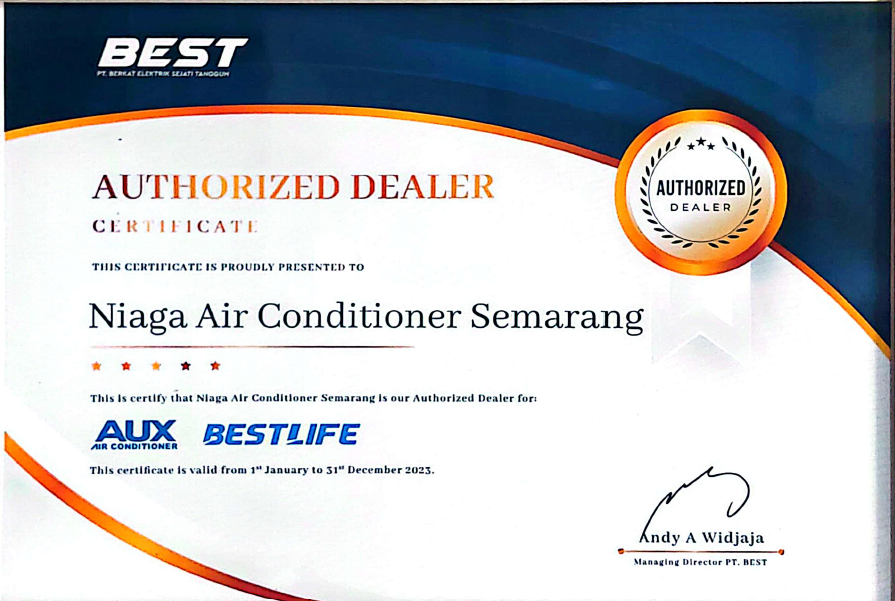 BEST
PT. BERKAT ELEKTRIK SEJATI TANGGUH
AUTHORIZED DEALER
CERTIFICATE
AUTHORIZED
DEALER
THIS CERTIFICATE IS PROUDLY PRESENTED TO
Niaga Air Conditioner Semarang
This is certify that Niaga Air Conditioner Semarang is our Authorized Dealer for:
AUX BESTLIFE
AIR CONDITIONER
This certificate is valid from 1st January to 31st December 2023.
Andy A Widjaja
Managing Director PT. BEST